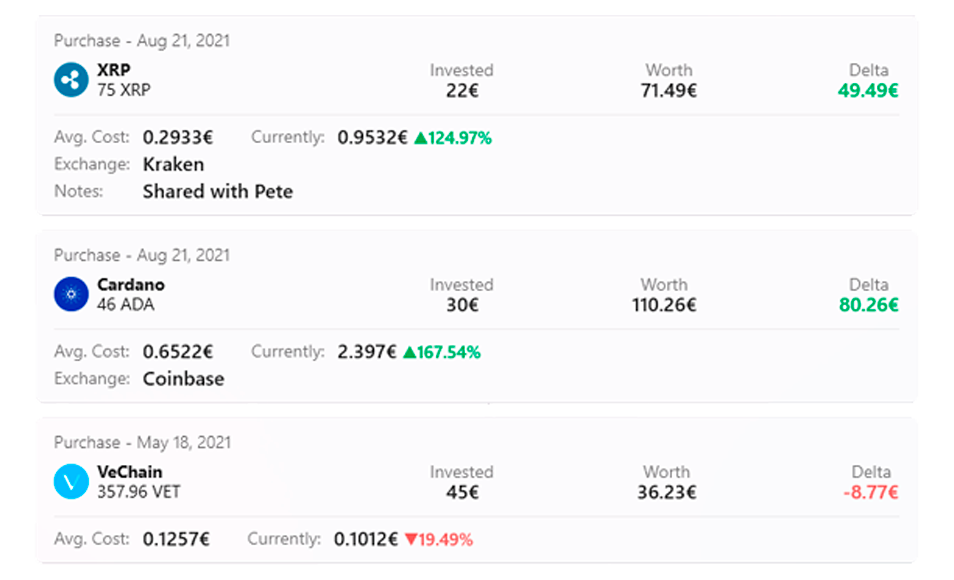 Purchase - Aug 21, 2021
XRP
75 XRP
Invested
22€
Worth
71.49€
Delta
49.49€
Avg. Cost: 0.2933€ Currently: 0.9532€ ▲124.97%
Exchange: Kraken
Notes: Shared with Pete
Purchase - Aug 21, 2021
Cardano
46 ADA
Invested
30€
Worth
110.26€
Delta
80.26€
Avg. Cost: 0.6522€ Currently: 2.397€ ▲167.54%
Exchange: Coinbase
Purchase - May 18, 2021
VeChain
357.96 VET
Invested
45€
Worth
36.23€
Delta
-8.77€
Avg. Cost: 0.1257€ Currently: 0.1012€ ▼19.49%